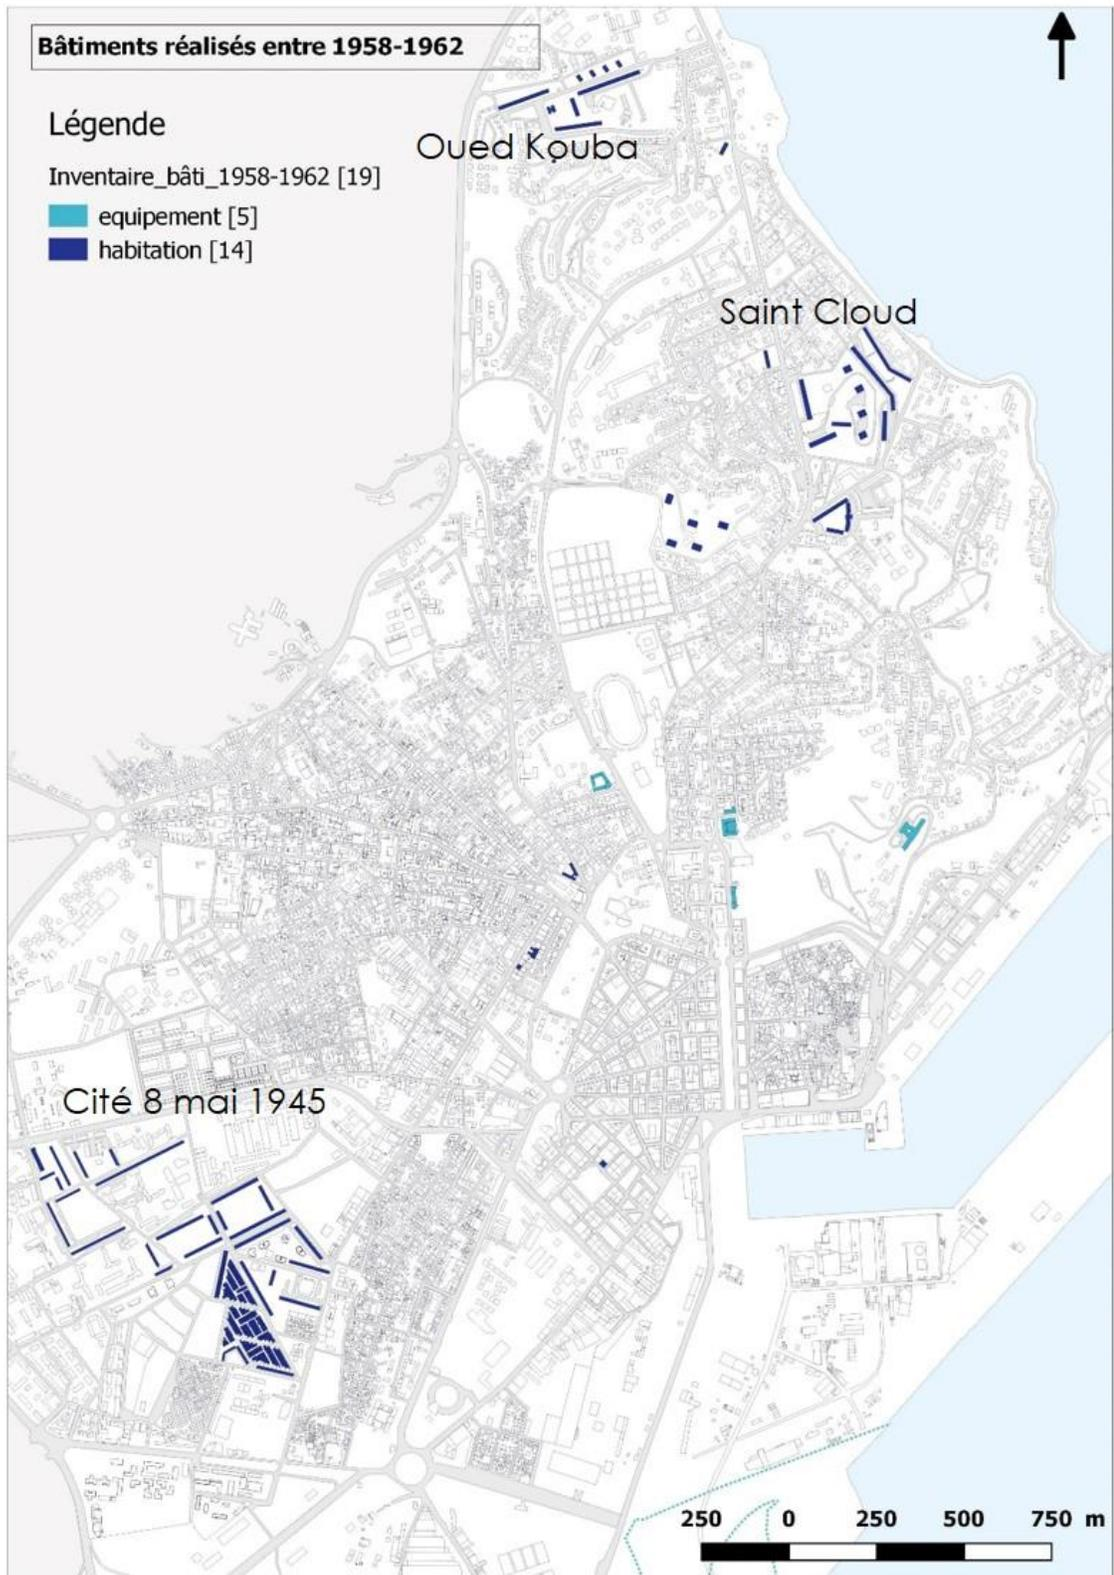 Bâtiments réalisés entre 1958-1962
Légende
Inventaire_bâti_1958-1962 [19]
equipement [5]
habitation [14]
Oued Kouba
Saint Cloud
Cité 8 mai 1945
250 0 250 500 750 m